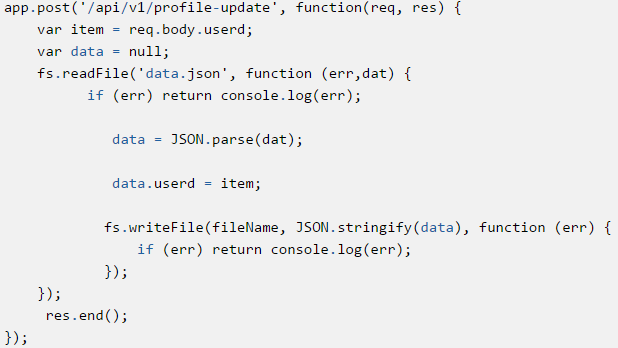 app.post('/api/v1/profile-update', function(req, res) {
    var item = req.body.userd;
    var data = null;
    fs.readFile('data.json', function (err,dat) {
          if (err) return console.log(err);
             data = JSON.parse(dat);
             data.userd = item;
            fs.writeFile(fileName, JSON.stringify(data), function (err) {
                if (err) return console.log(err);
            });
    });
     res.end();
});